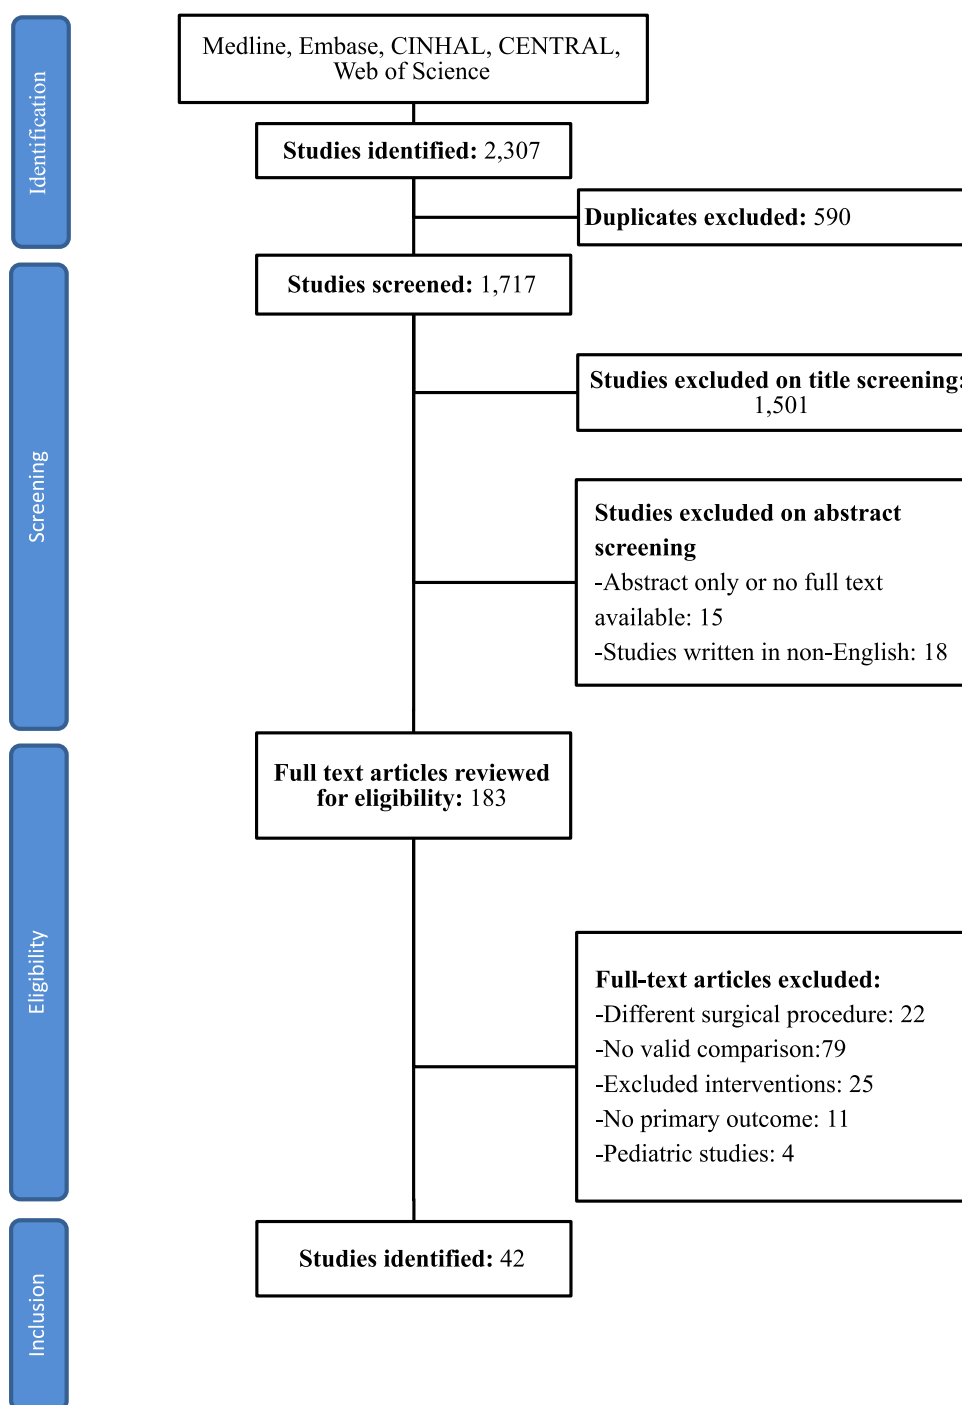 Identification
Medline, Embase, CINHAL, CENTRAL,
Web of Science
Studies identified: 2,307
Duplicates excluded: 590
Screening
Studies screened: 1,717
Studies excluded on title screening:
1,501
Studies excluded on abstract
screening
-Abstract only or no full text
available: 15
-Studies written in non-English: 18
Eligibility
Full text articles reviewed
for eligibility: 183
Full-text articles excluded:
-Different surgical procedure: 22
-No valid comparison:79
-Excluded interventions: 25
-No primary outcome: 11
-Pediatric studies: 4
Inclusion
Studies identified: 42